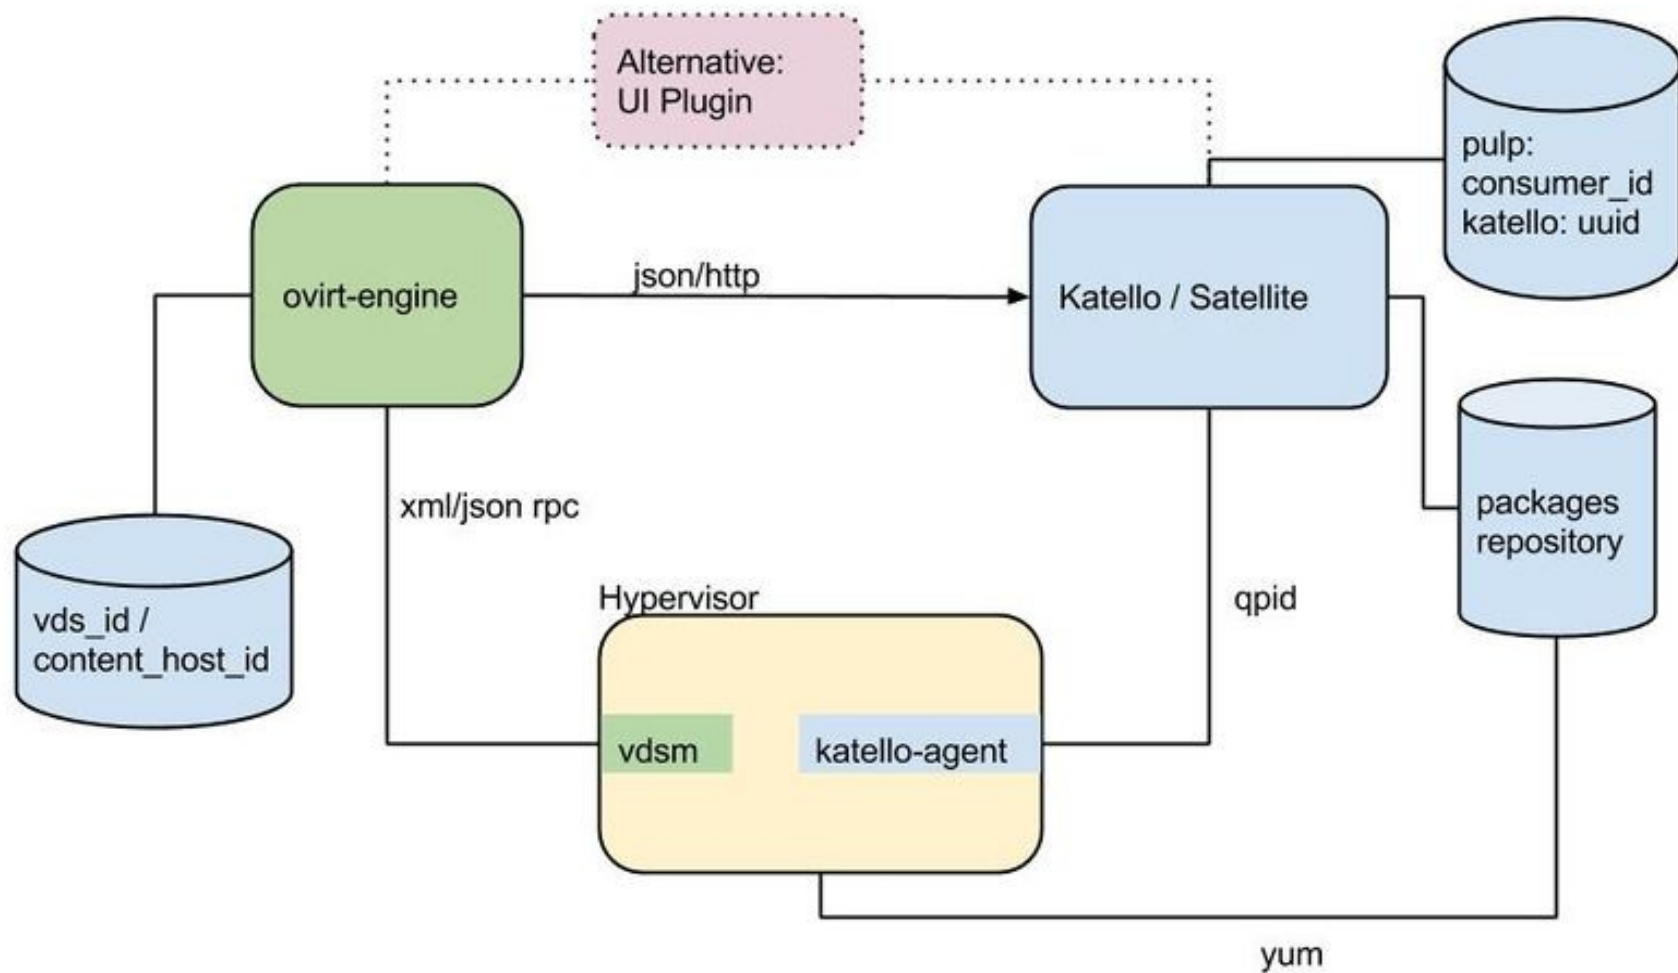 Alternative:
UI Plugin
pulp:
consumer_id
katello: uuid
json/http
ovirt-engine
Katello / Satellite
xml/json rpc
packages
repository
Hypervisor
qpid
vds_id /
content_host_id
vdsm
katello-agent
yum